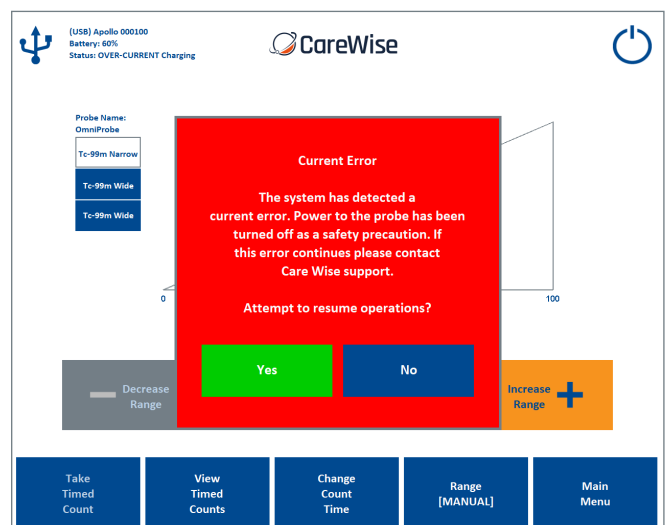 (USB) Apollo 000100
Battery: 60%
Status: OVER-CURRENT Charging
CareWise
Probe Name:
OmniProbe
Tc-99m Narrow
Tc-99m Wide
Tc-99m Wide
Current Error
The system has detected a
current error. Power to the probe has been
turned off as a safety precaution. If
this error continues please contact
Care Wise support.
Attempt to resume operations?
Yes
No
0
100
Decrease
Range
Increase
Range
Take
Timed
Count
View
Timed
Counts
Change
Count
Time
Range
[MANUAL]
Main
Menu